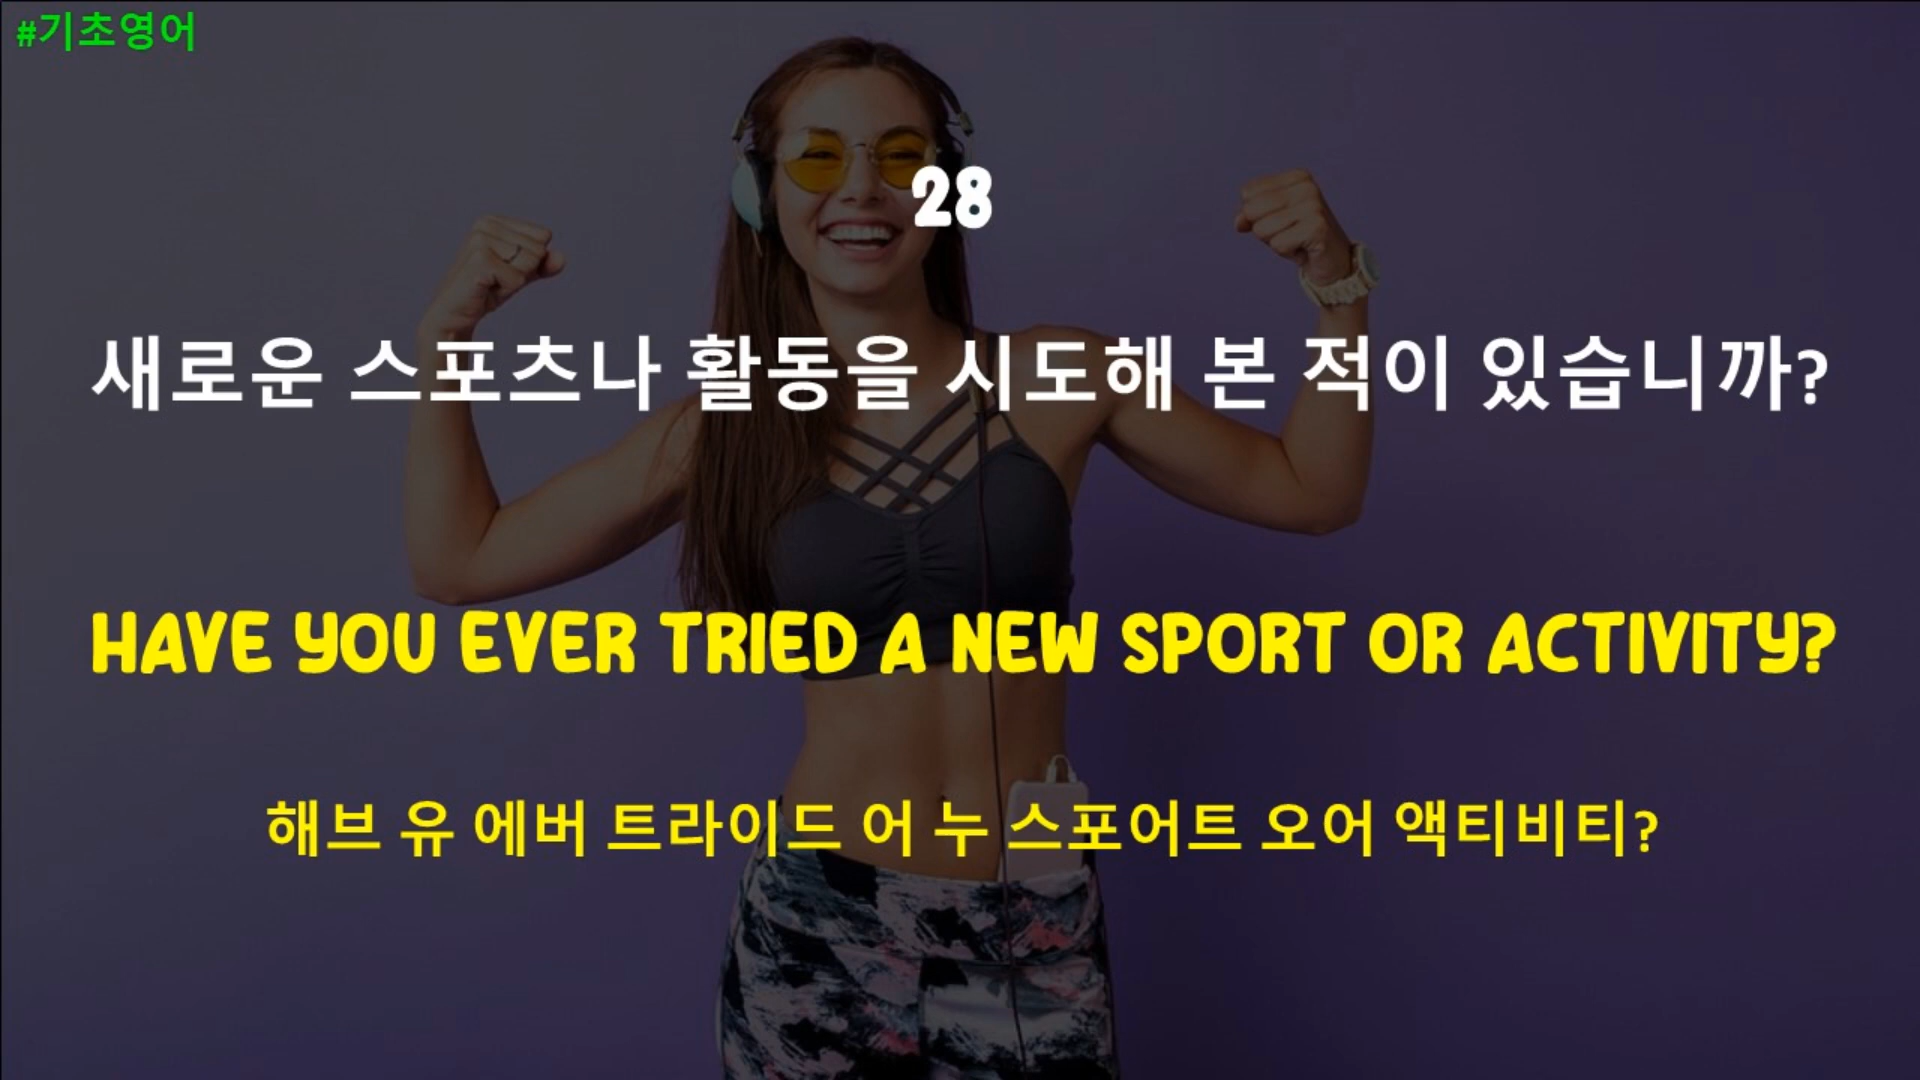 #기초영어
28
새로운 스포츠나 활동을 시도해 본 적이 있습니까?
HAVE YOU EVER TRIED A NEW SPORT OR ACTIVITY?
해브 유 에버 트라이드 어 누 스포어트 오어 액티비티?